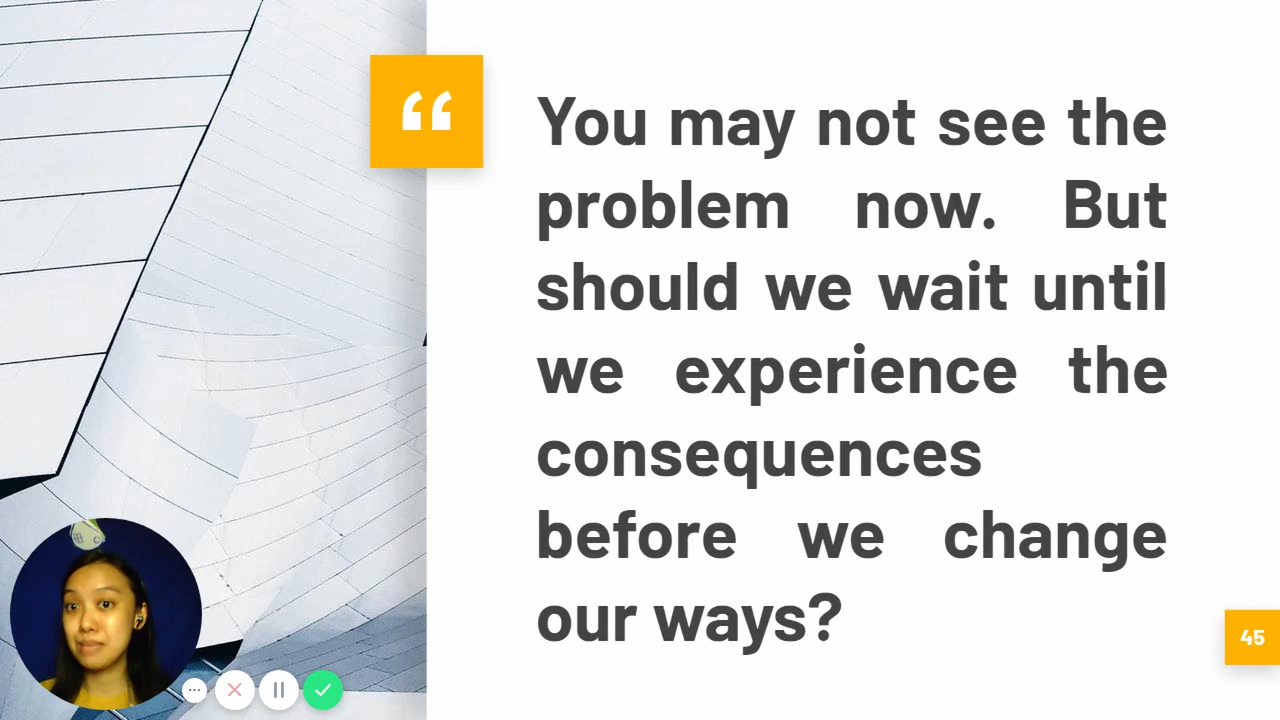 “
You may not see the
problem now. But
should we wait until
we experience the
consequences
before we change
our ways?
45